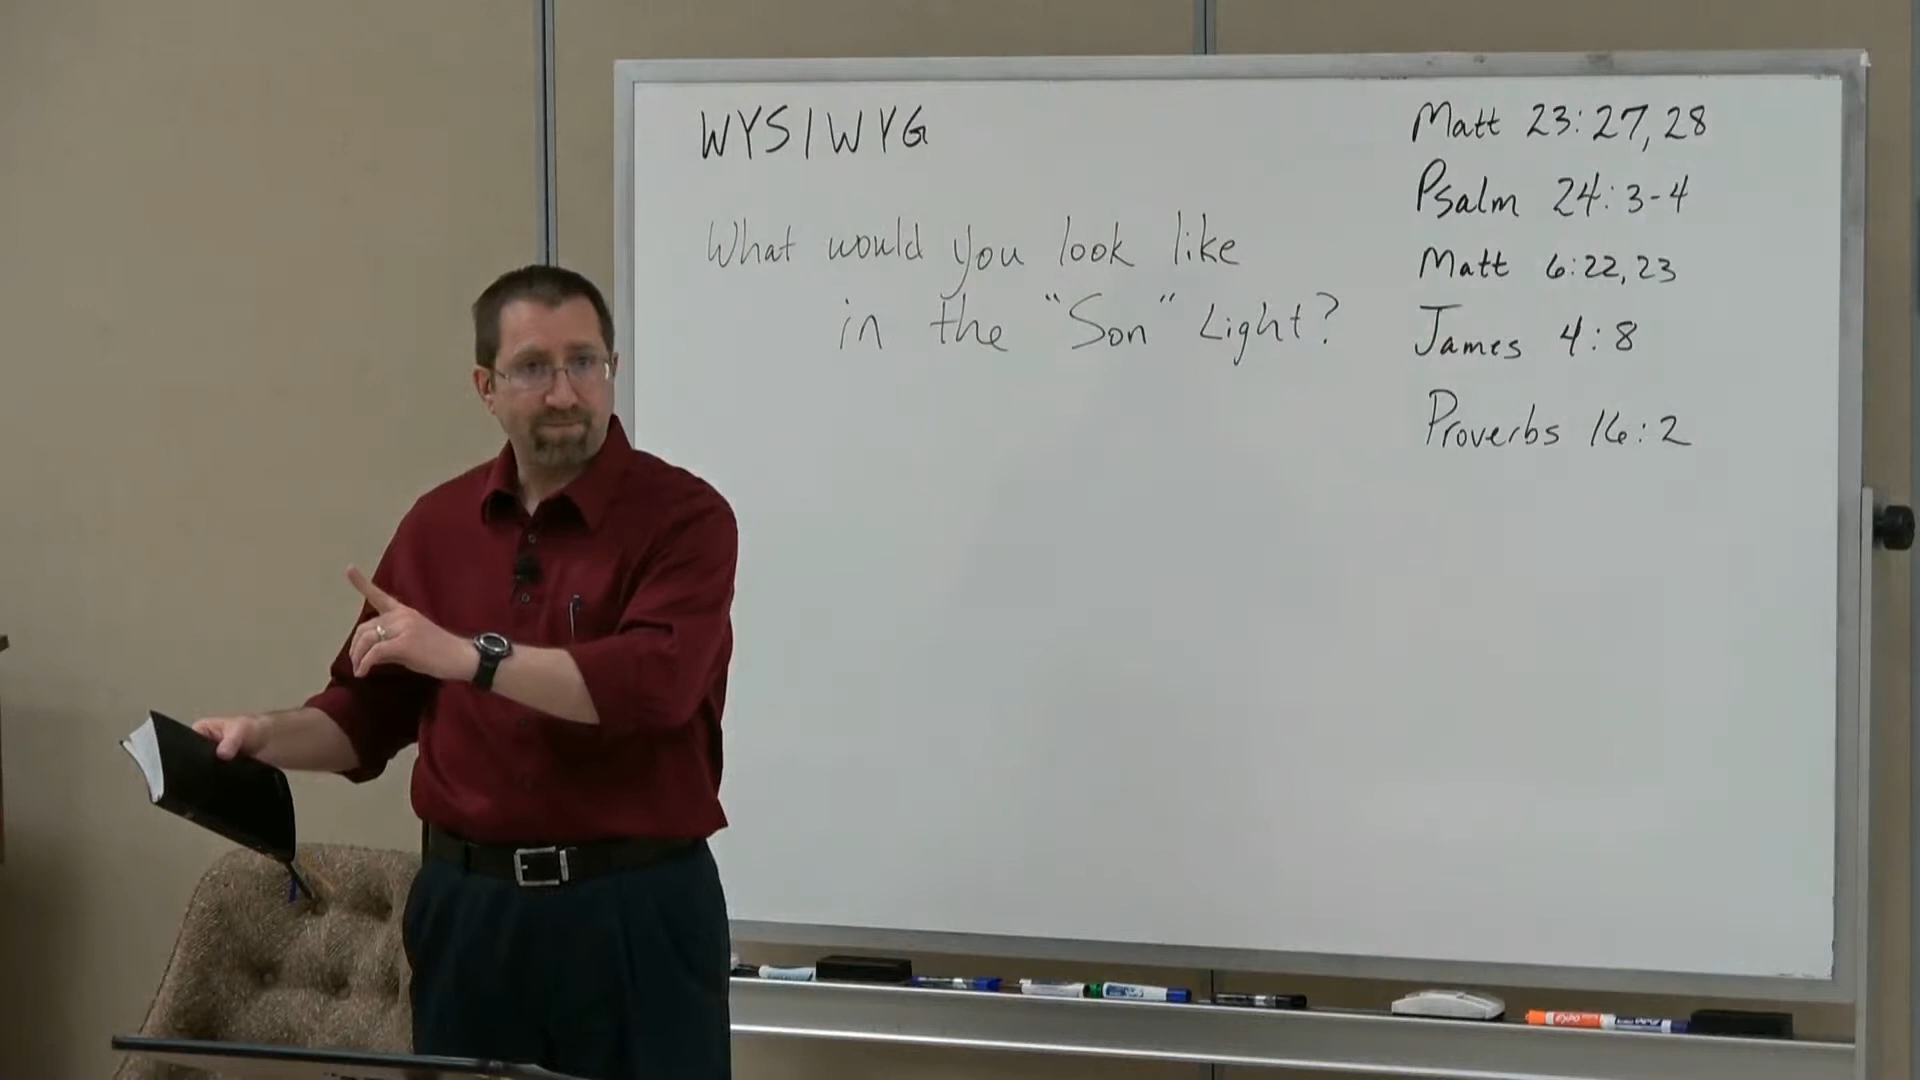 WYSIWYG
What would you look like
in the "Son" Light?
Matt 23:27,28
Psalm 24:3-4
Matt 6:22,23
James 4:8
Proverbs 16:2
EXPO